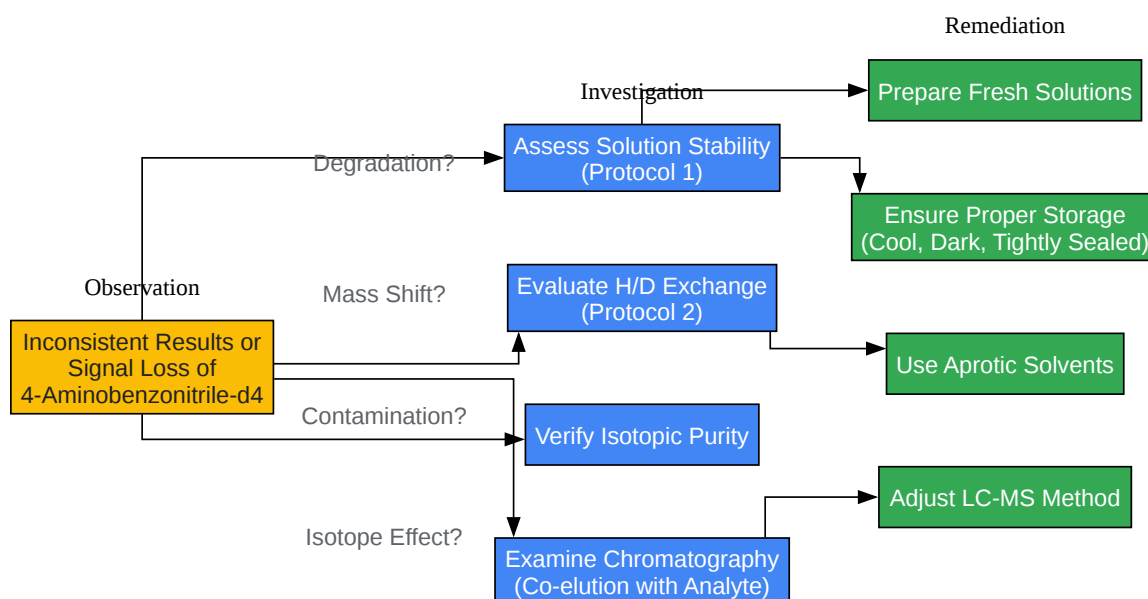 Remediation
Investigation
Prepare Fresh Solutions
Degradation?
Assess Solution Stability
(Protocol 1)
Ensure Proper Storage
(Cool, Dark, Tightly Sealed)
Observation
Mass Shift?
Evaluate H/D Exchange
(Protocol 2)
Inconsistent Results or
Signal Loss of
4-Aminobenzonitrile-d4
Use Aprotic Solvents
Contamination?
Verify Isotopic Purity
Adjust LC-MS Method
Isotope Effect?
Examine Chromatography
(Co-elution with Analyte)